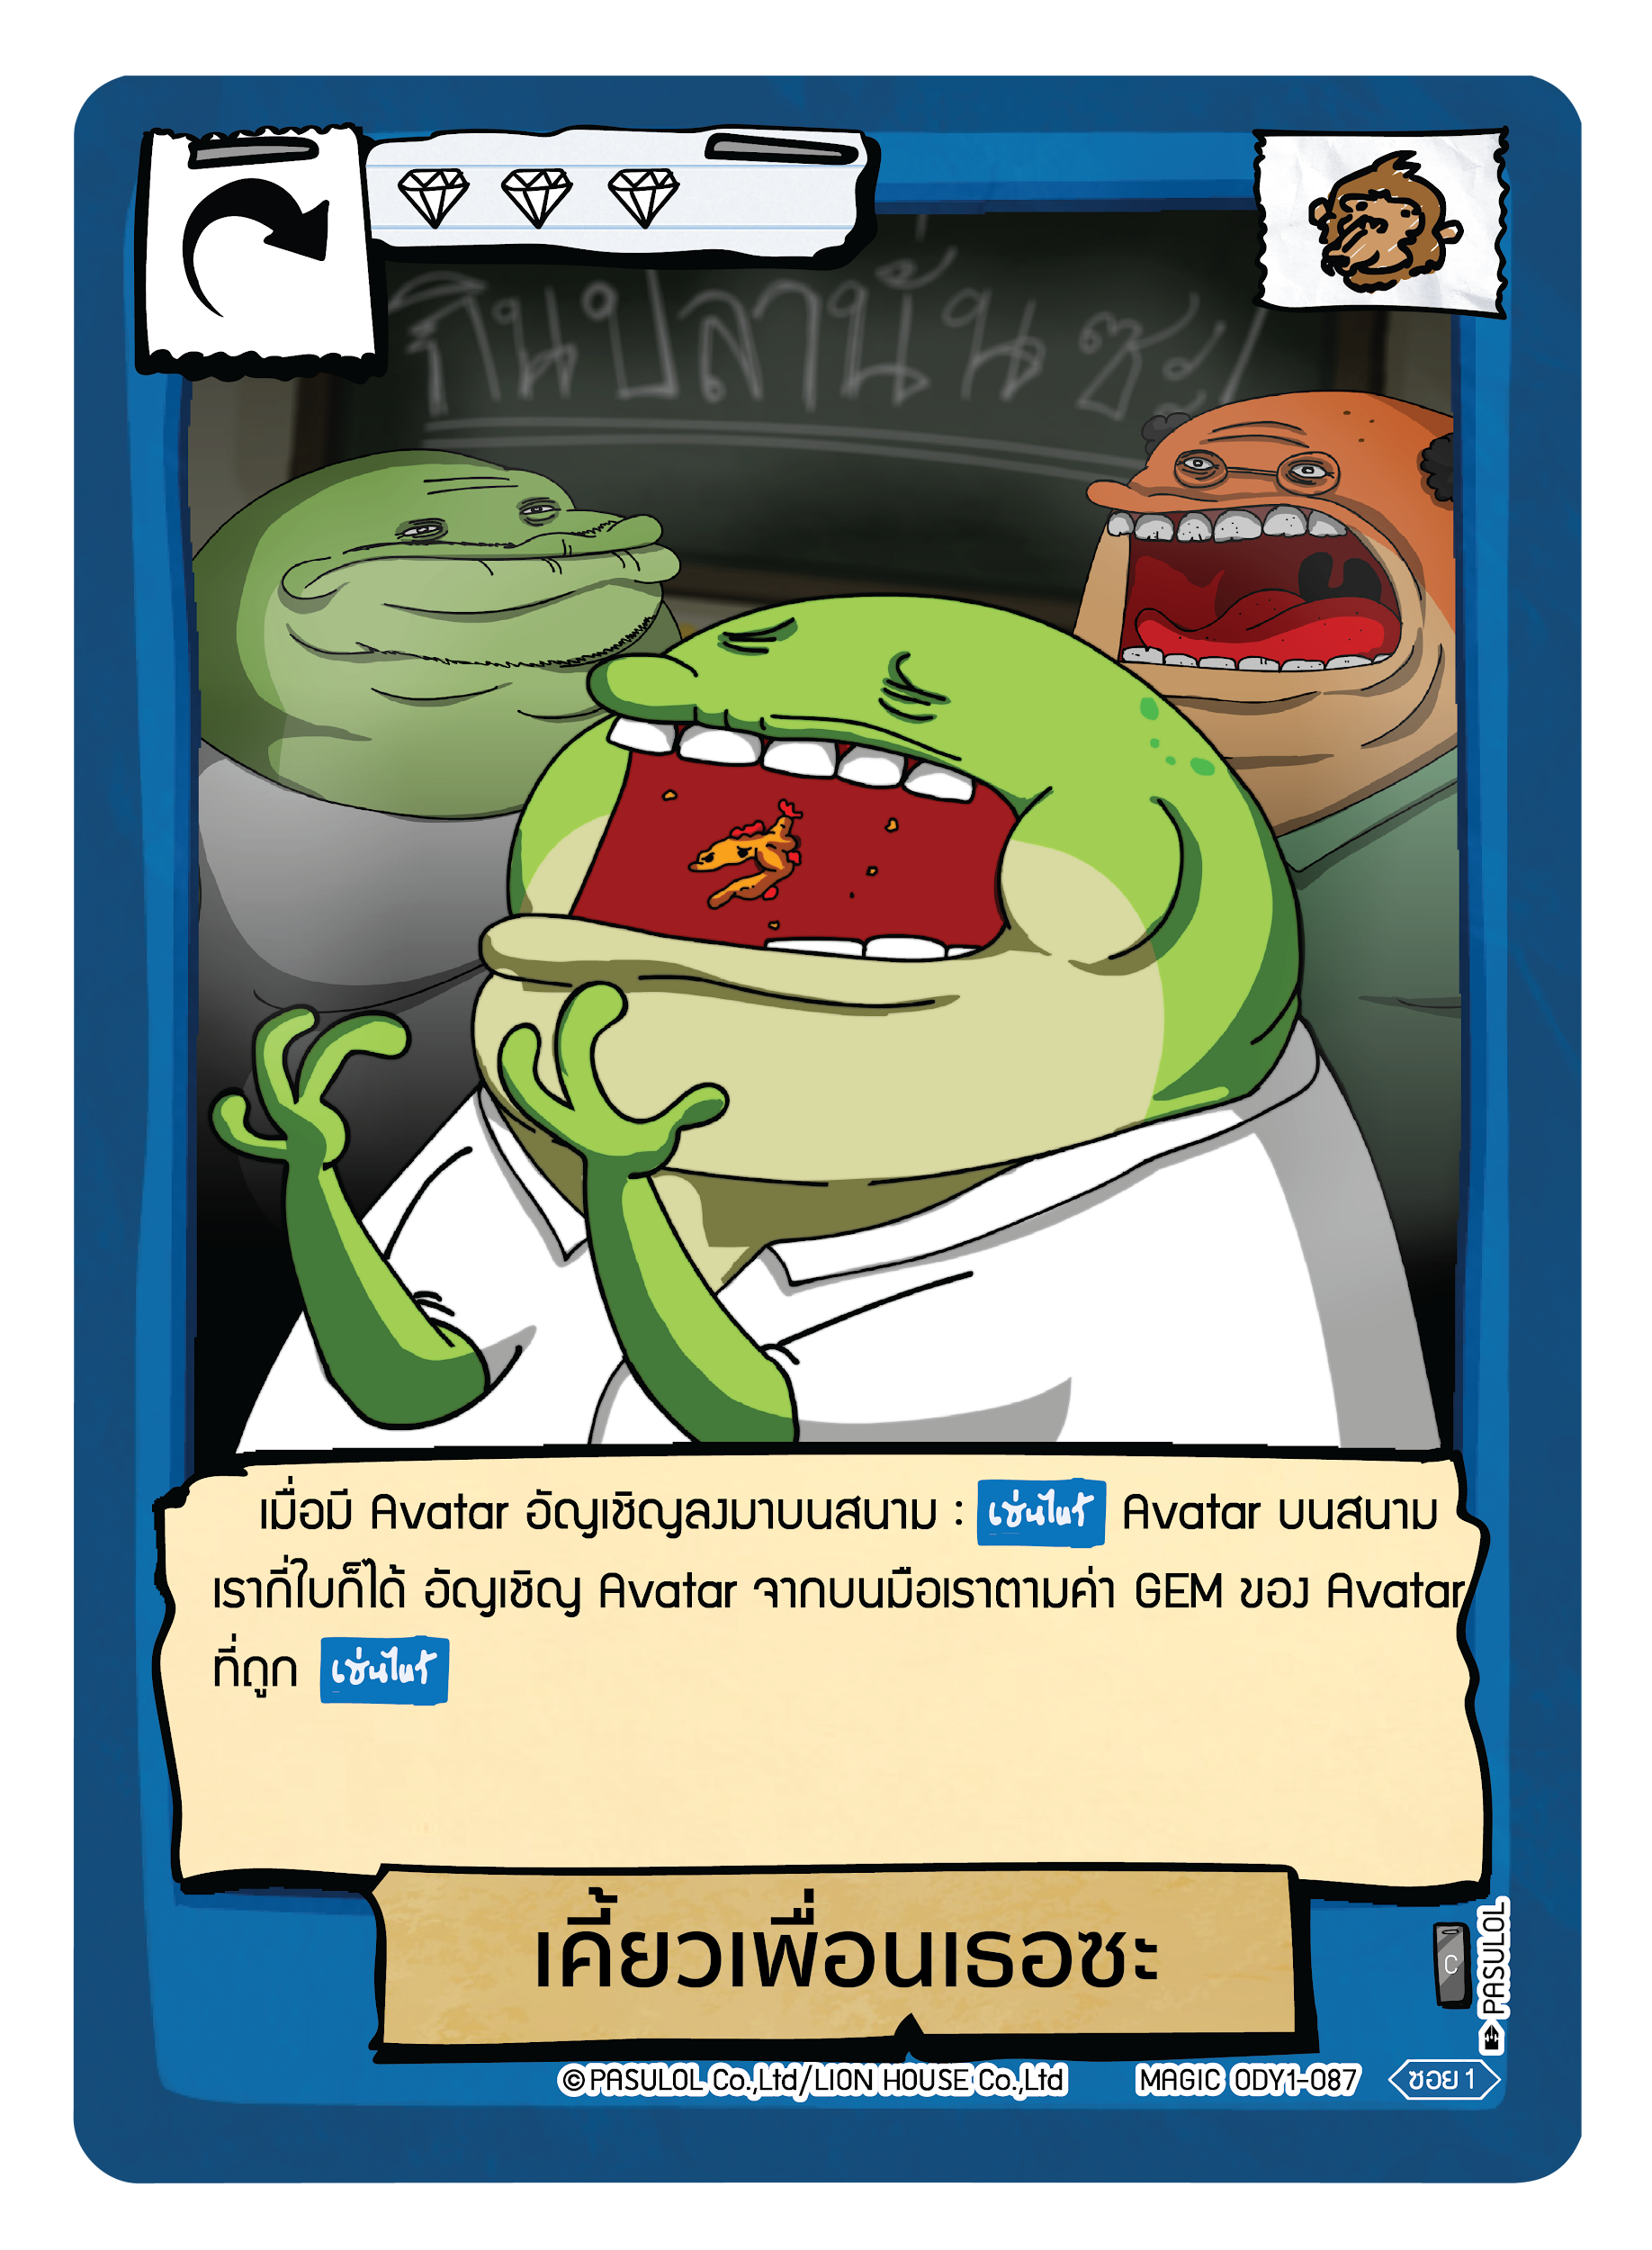 กินปลานั่นซะ!
เมื่อมี Avatar อัญเชิญลงมาบนสนาม : เซ่นไหว้ Avatar บนสนาม
เรากี่ใบก็ได้ อัญเชิญ Avatar จากบนมือเราตามค่า GEM ของ Avatar
ที่ถูก เซ่นไหว้
เคี้ยวเพื่อนเธอซะ
C
PASULOL
©PASULOL Co.,Ltd/LION HOUSE Co.,Ltd MAGIC ODY1-087 ซอย 1